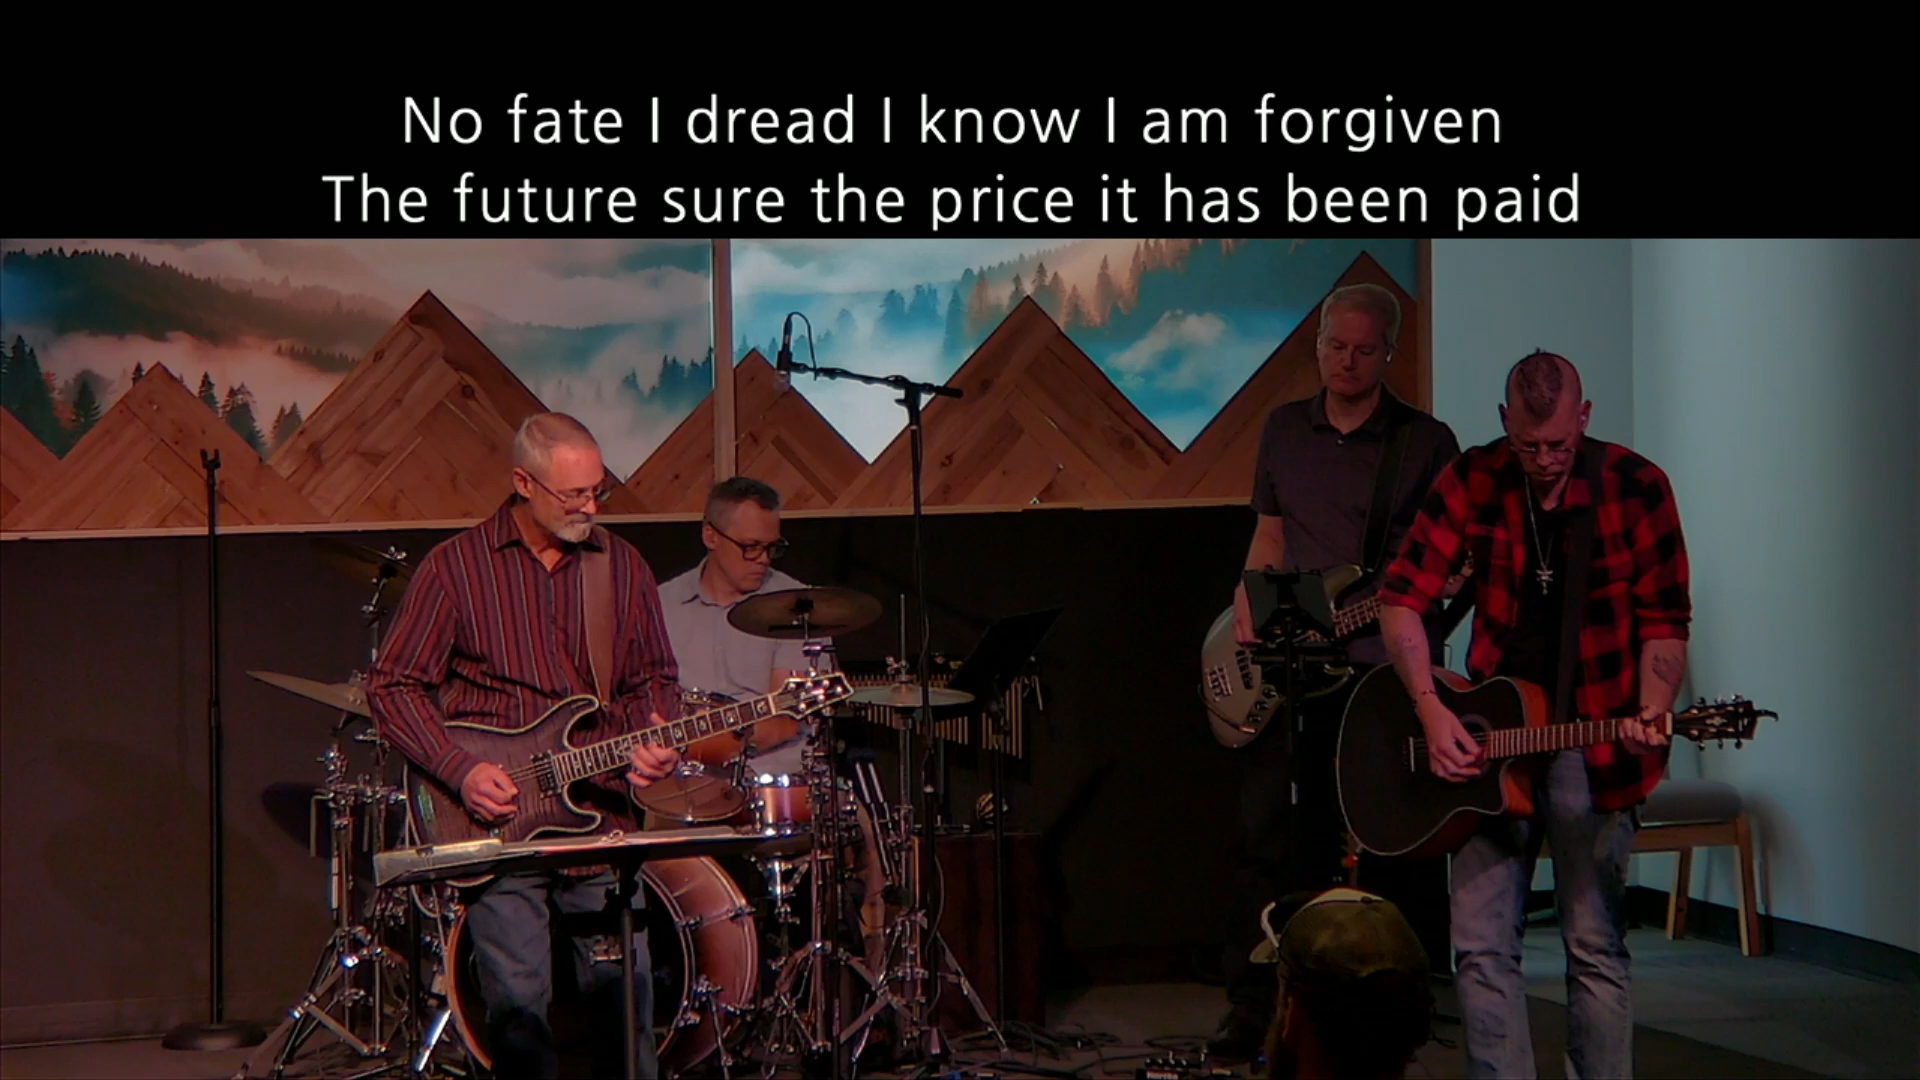 No fate I dread I know I am forgiven
The future sure the price it has been paid